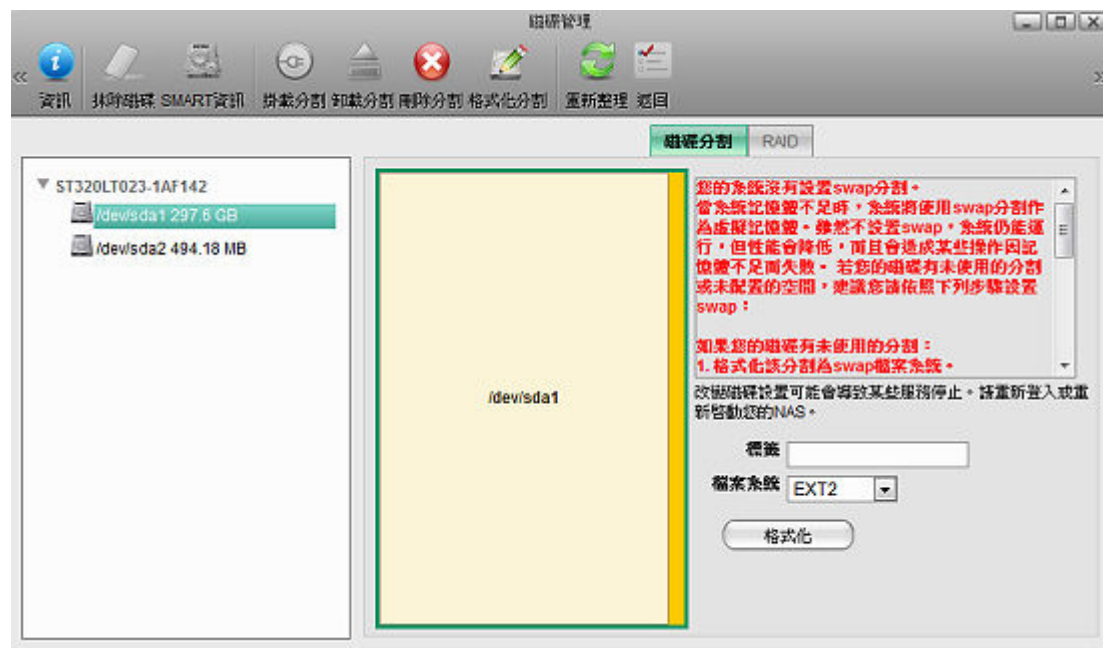 磁碟管理
資訊 抹除磁碟 SMART資訊 掛載分割 卸載分割 刪除分割 格式化分割 重新整理 返回
磁碟分割 RAID
ST320LT023-1AF142
/dev/sda1 297.6 GB
/dev/sda2 494.18 MB
/dev/sda1
您的系統沒有設置swap分割。
當系統記憶體不足時，系統將使用swap分割作
為虛擬記憶體。雖然不設置swap，系統仍能運
行，但性能會降低，而且會造成某些操作因記
憶體不足而失敗。 若您的磁碟有未使用的分割
或未配置的空間，建議您請依照下列步驟設置
swap：
如果您的磁碟有未使用的分割：
1. 格式化該分割為swap檔案系統。
改變磁碟設置可能會導致某些服務停止。請重新登入或重
新啓動您的NAS。
標籤
檔案系統 EXT2
格式化